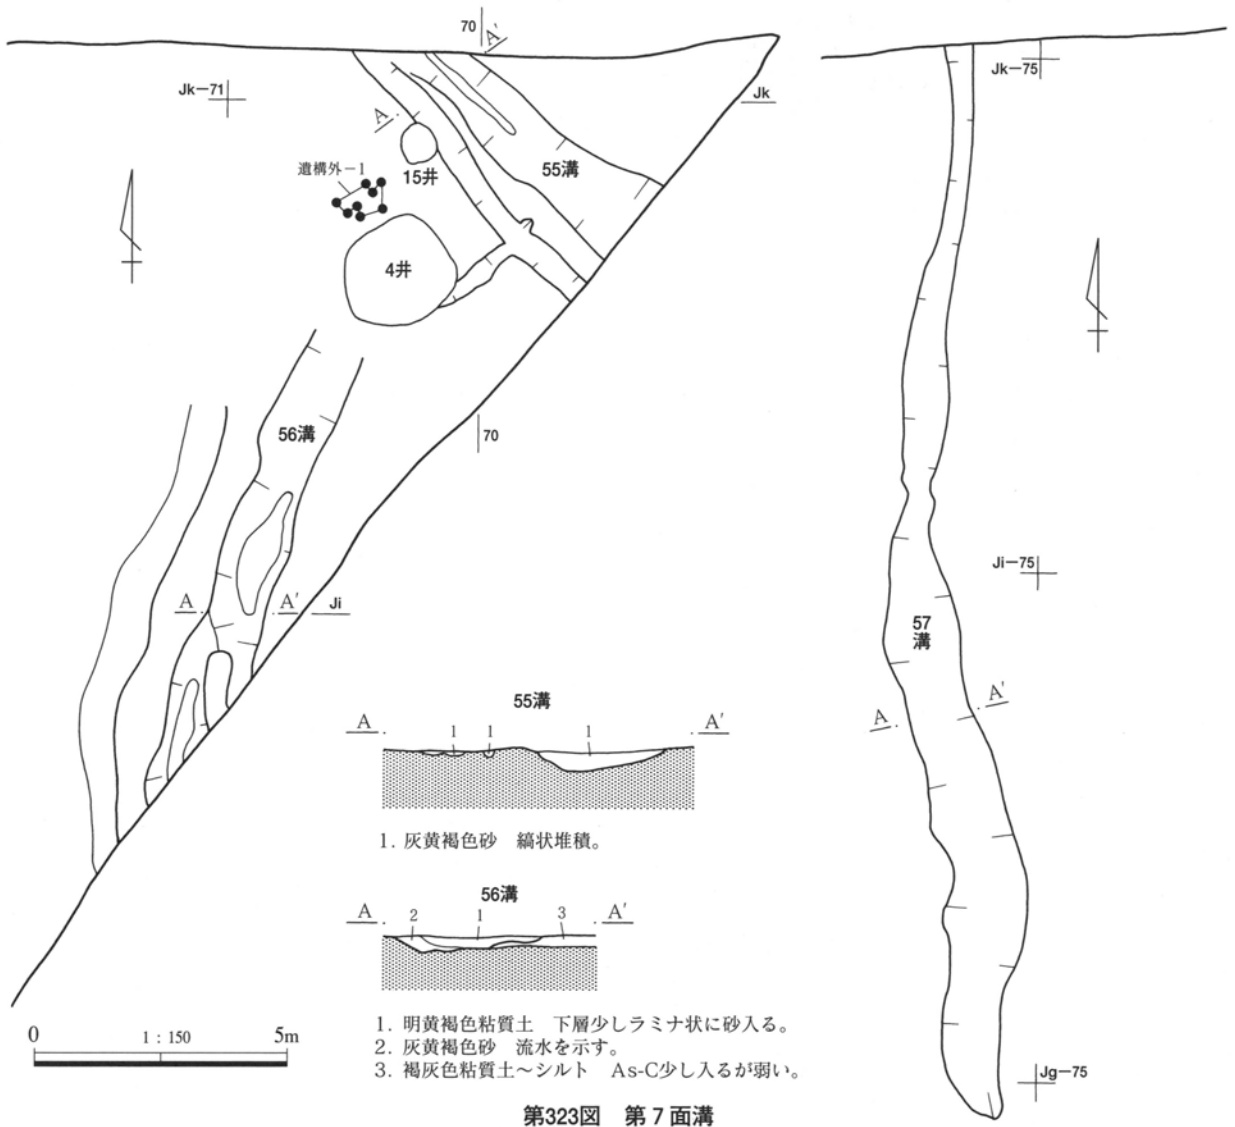 70
A'
Jk−71
Jk
Jk−75
A
遺構外−1
15井
55溝
4井
56溝
70
Ji−75
A
A'
Ji
57
溝
A
A'
55溝
A
1
1
1
A'
1. 灰黄褐色砂 縞状堆積。
56溝
A
2
1
3
A'
1. 明黄褐色粘質土 下層少しラミナ状に砂入る。
2. 灰黄褐色砂 流水を示す。
3. 褐灰色粘質土〜シルト As-C少し入るが弱い。
0
1:150
5m
Jg−75
第323図 第7面溝